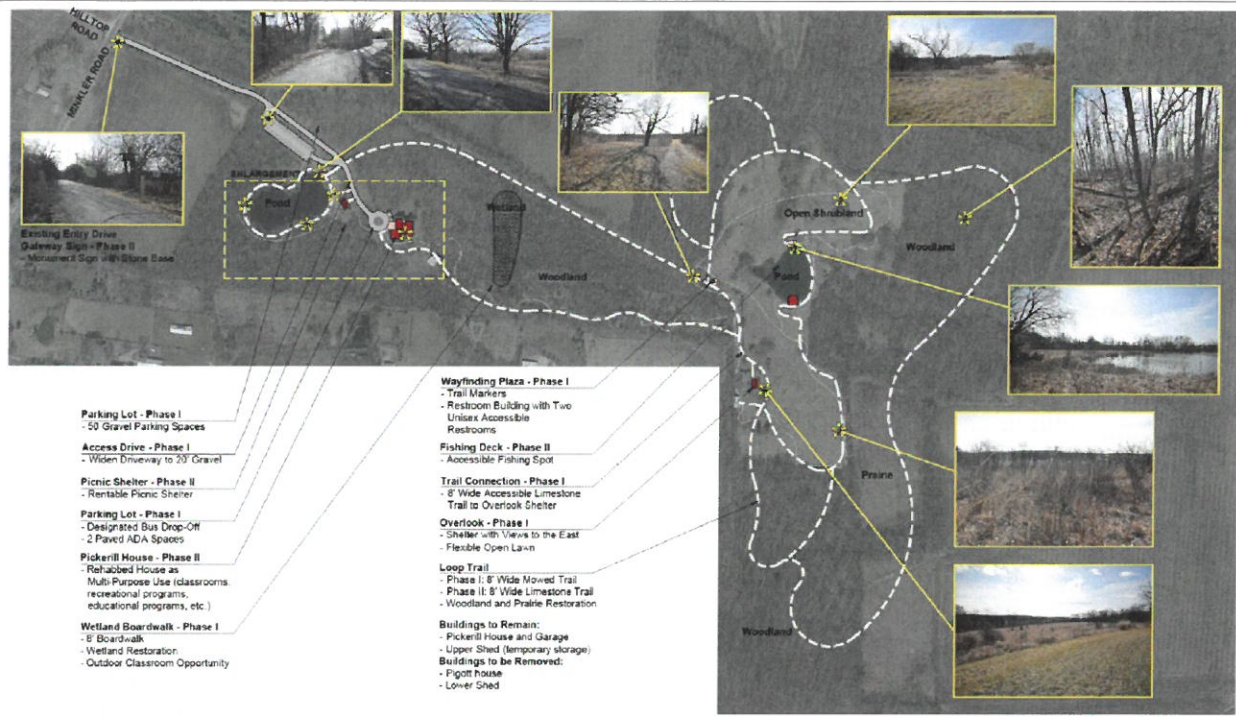 HILLTOP
ROAD
MINKLER ROAD
ENLARGEMENT
Pond
Existing Entry Drive
Gateway Sign - Phase II
- Monument Sign with Stone Base
Wetland
Woodland
Open Shrubland
Woodland
Pond
Prairie
Woodland
Parking Lot - Phase I
- 50 Gravel Parking Spaces
Access Drive - Phase I
- Widen Driveway to 20' Gravel
Picnic Shelter - Phase II
- Rentable Picnic Shelter
Parking Lot - Phase I
- Designated Bus Drop-Off
- 2 Paved ADA Spaces
Pickerill House - Phase II
- Rehabbed House as
Multi-Purpose Use (classrooms,
recreational programs,
educational programs, etc.)
Wetland Boardwalk - Phase I
- 8' Boardwalk
- Wetland Restoration
- Outdoor Classroom Opportunity
Wayfinding Plaza - Phase I
- Trail Markers
- Restroom Building with Two
Unisex Accessible
Restrooms
Fishing Deck - Phase II
- Accessible Fishing Spot
Trail Connection - Phase I
- 8' Wide Accessible Limestone
Trail to Overlook Shelter
Overlook - Phase I
- Shelter with Views to the East
- Flexible Open Lawn
Loop Trail
- Phase I: 8' Wide Mowed Trail
- Phase II: 8' Wide Limestone Trail
- Woodland and Prairie Restoration
Buildings to Remain:
- Pickerill House and Garage
- Upper Shed (temporary storage)
Buildings to be Removed:
- Pigott house
- Lower Shed